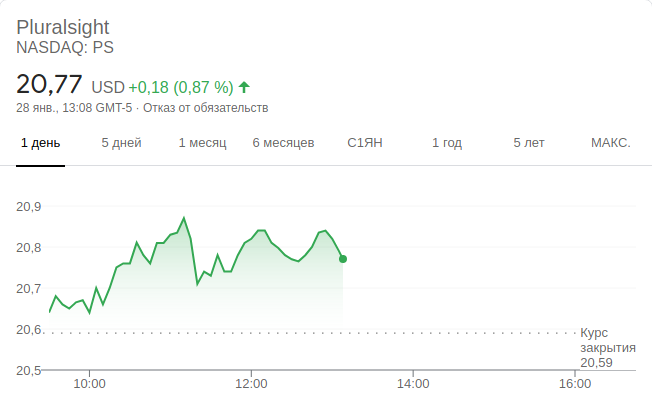 Pluralsight
NASDAQ: PS
20,77 USD +0,18 (0,87 %)
28 янв., 13:08 GMT-5 · Отказ от обязательств
1 день 5 дней 1 месяц 6 месяцев С1ЯН 1 год 5 лет МАКС.
20,9
20,8
20,7
20,6
Курс
закрытия
20,59
20,5
10:00 12:00 14:00 16:00